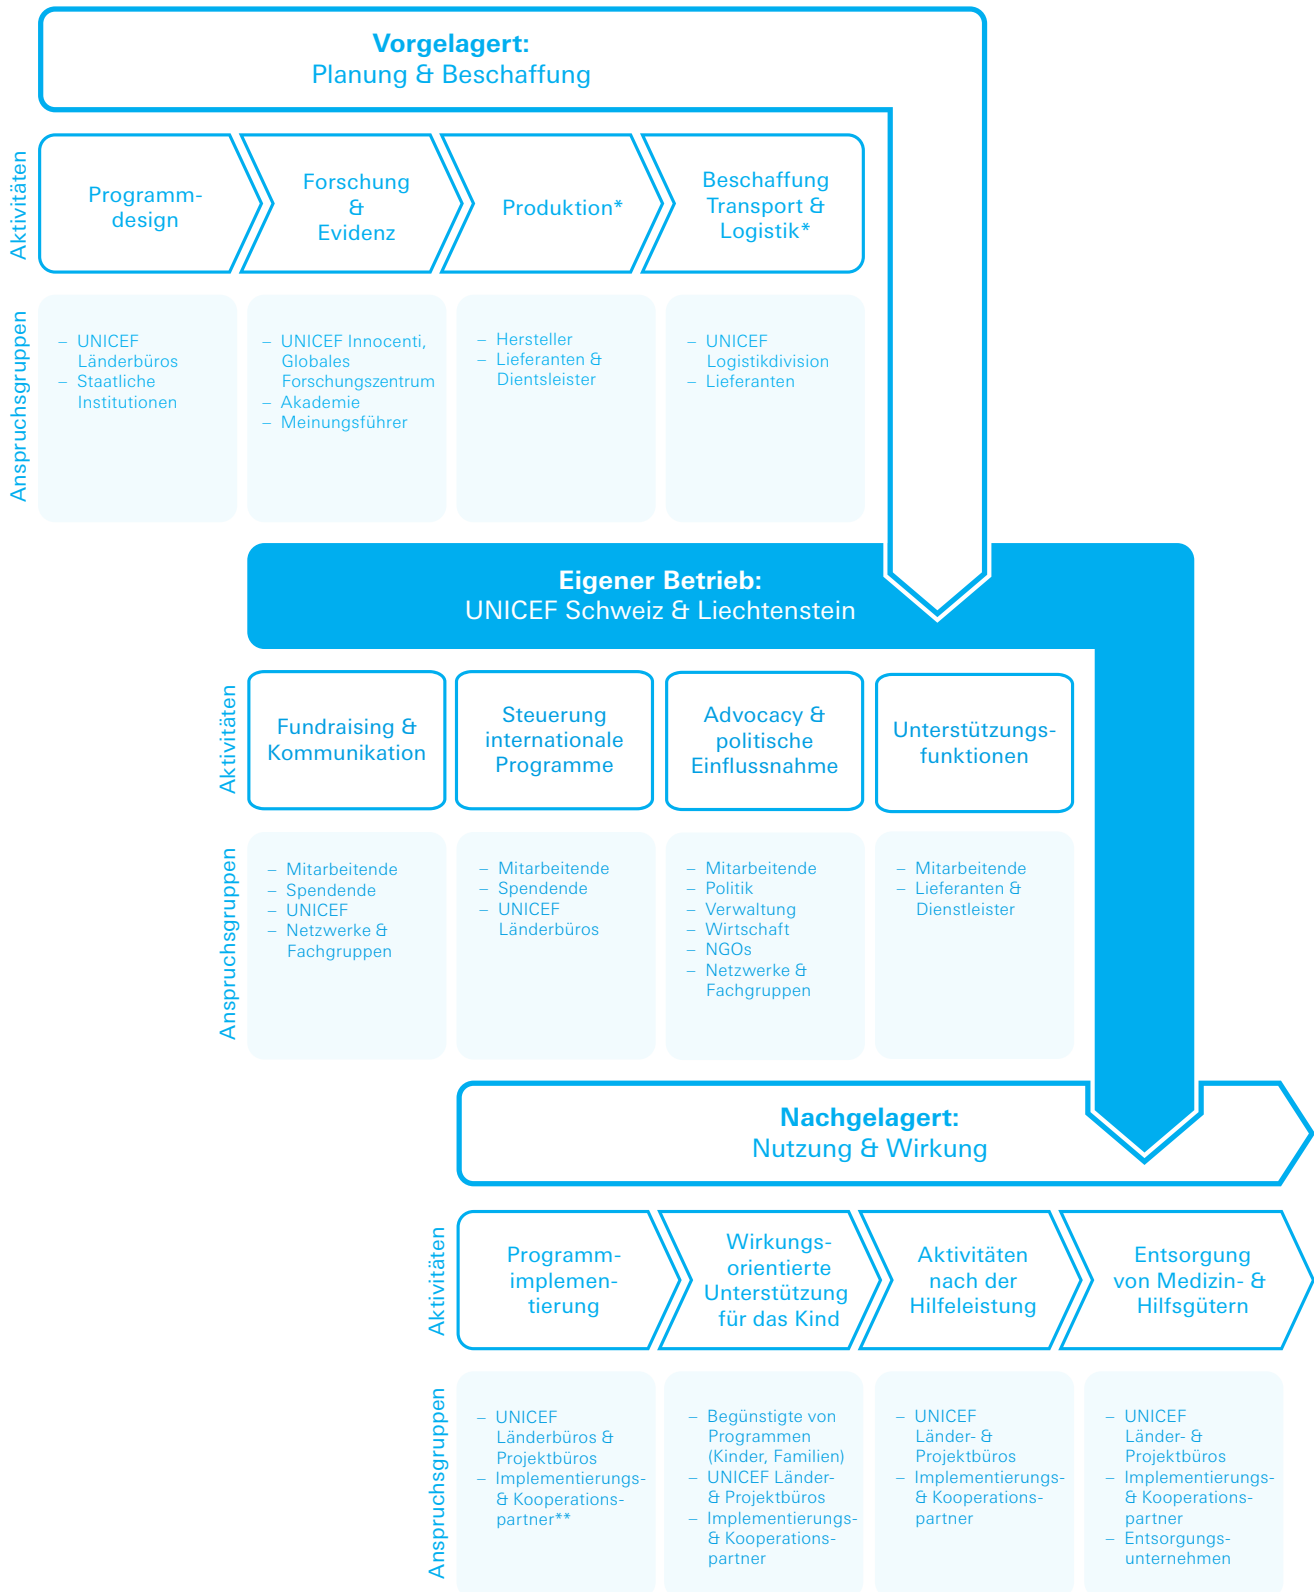 Vorgelagert:
Planung & Beschaffung
Aktivitäten
Programm-
design
Forschung
&
Evidenz
Produktion*
Beschaffung
Transport &
Logistik*
Anspruchsgruppen
– UNICEF
Länderbüros
– Staatliche
Institutionen
– UNICEF Innocenti,
Globales
Forschungszentrum
– Akademie
– Meinungsführer
– Hersteller
– Lieferanten &
Dientsleister
– UNICEF
Logistikdivision
– Lieferanten
Eigener Betrieb:
UNICEF Schweiz & Liechtenstein
Aktivitäten
Fundraising &
Kommunikation
Steuerung
internationale
Programme
Advocacy &
politische
Einflussnahme
Unterstützungs-
funktionen
Anspruchsgruppen
– Mitarbeitende
– Spendende
– UNICEF
– Netzwerke &
Fachgruppen
– Mitarbeitende
– Spendende
– UNICEF
Länderbüros
– Mitarbeitende
– Politik
– Verwaltung
– Wirtschaft
– NGOs
– Netzwerke &
Fachgruppen
– Mitarbeitende
– Lieferanten &
Dienstleister
Nachgelagert:
Nutzung & Wirkung
Aktivitäten
Programm-
implemen-
tierung
Wirkungs-
orientierte
Unterstützung
für das Kind
Aktivitäten
nach der
Hilfeleistung
Entsorgung
von Medizin- &
Hilfsgütern
Anspruchsgruppen
– UNICEF
Länderbüros &
Projektbüros
– Implementierungs-
& Kooperations-
partner**
– Begünstigte von
Programmen
(Kinder, Familien)
– UNICEF Länder-
& Projektbüros
– Implementierungs-
& Kooperations-
partner
– UNICEF
Länder- &
Projektbüros
– Implementierungs-
& Kooperations-
partner
– UNICEF
Länder- &
Projektbüros
– Implementierungs-
& Kooperations-
partner
– Entsorgungs-
unternehmen